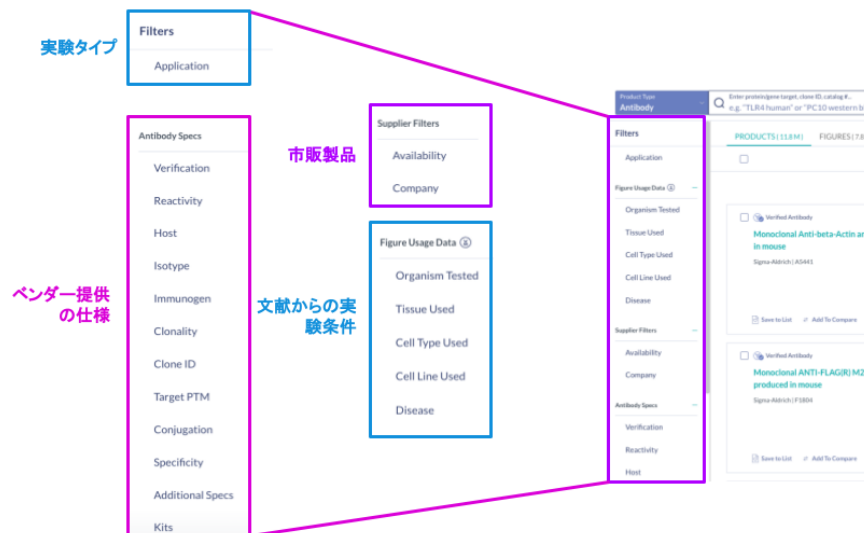 実験タイプ
Filters
Application
Antibody Specs
Verification
Reactivity
Host
Isotype
Immunogen
Clonality
Clone ID
Target PTM
Conjugation
Specificity
Additional Specs
Kits
ベンダー提供
の仕様
市販製品
Supplier Filters
Availability
Company
文献からの実
験条件
Figure Usage Data
Organism Tested
Tissue Used
Cell Type Used
Cell Line Used
Disease
Product Type
Antibody
Enter protein/gene target, clone ID, catalog #...
e.g. "TLR4 human" or "PC10 western b
Filters
Application
Figure Usage Data
Organism Tested
Tissue Used
Cell Type Used
Cell Line Used
Disease
Supplier Filters
Availability
Company
Antibody Specs
Verification
Reactivity
Host
PRODUCTS (11.8 M) FIGURES (7.8
Verified Antibody
Monoclonal Anti-beta-Actin an
in mouse
Sigma-Aldrich | A5441
Save to List Add To Compare
Verified Antibody
Monoclonal ANTI-FLAG(R) M2
produced in mouse
Sigma-Aldrich | F1804
Save to List Add To Compare